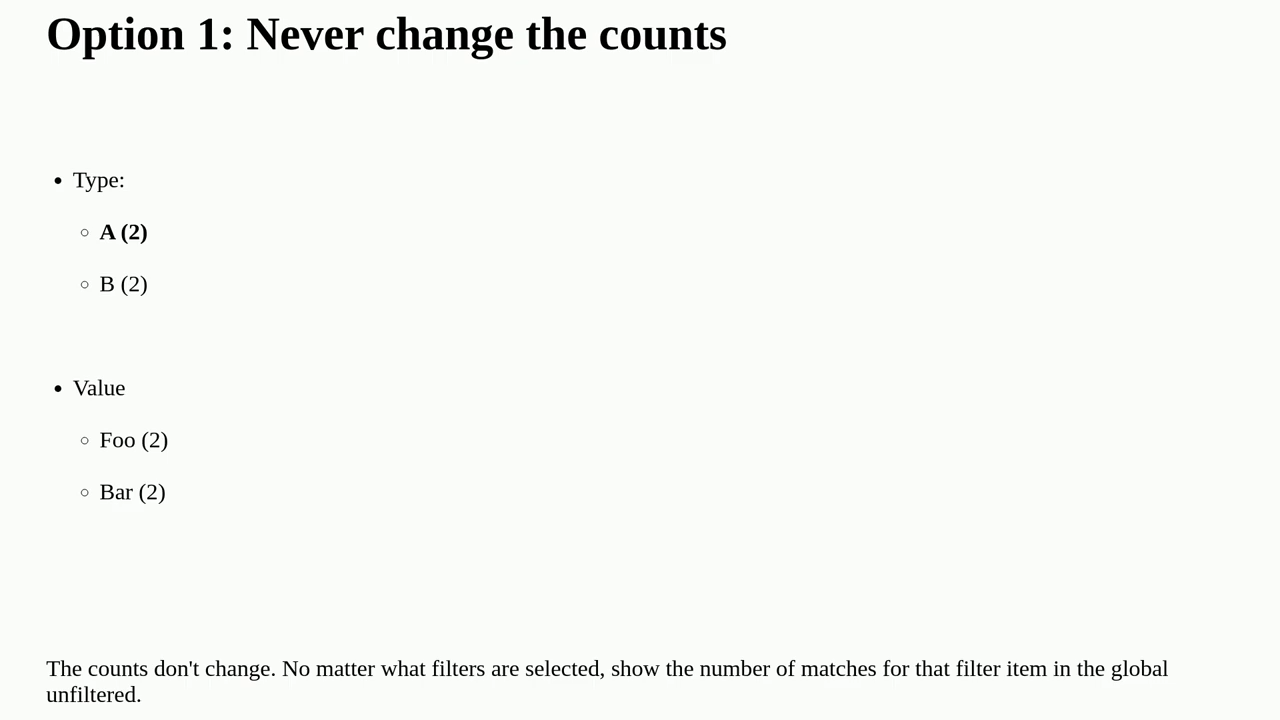 Option 1: Never change the counts
Type:
A (2)
B (2)
Value
Foo (2)
Bar (2)
The counts don't change. No matter what filters are selected, show the number of matches for that filter item in the global
unfiltered.